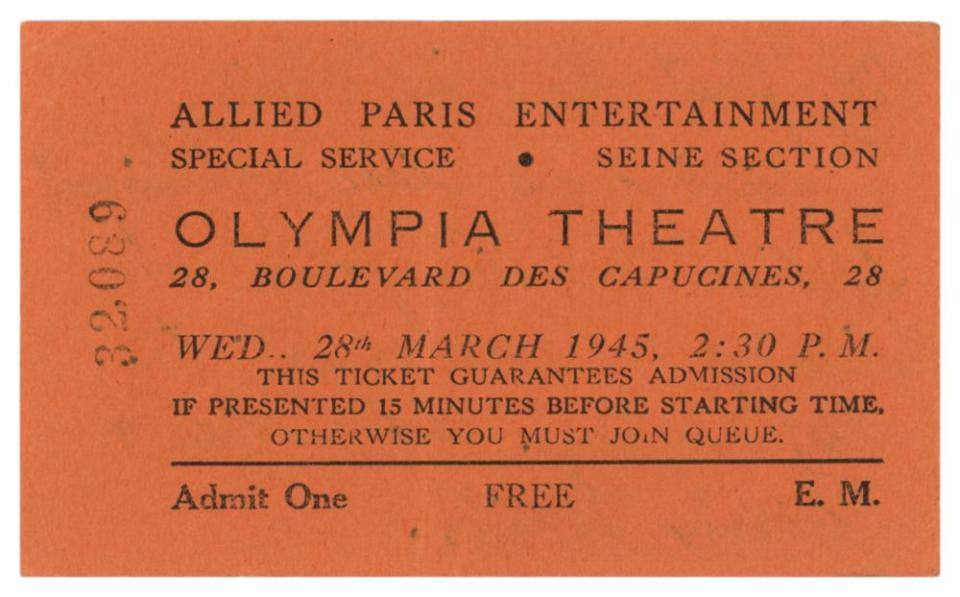 ALLIED PARIS ENTERTAINMENT
SPECIAL SERVICE • SEINE SECTION
OLYMPIA THEATRE
28, BOULEVARD DES CAPUCINES, 28
WED.. 28th MARCH 1945, 2:30 P. M.
THIS TICKET GUARANTEES ADMISSION
IF PRESENTED 15 MINUTES BEFORE STARTING TIME,
OTHERWISE YOU MUST JOIN QUEUE.
Admit One FREE E. M.
32,089